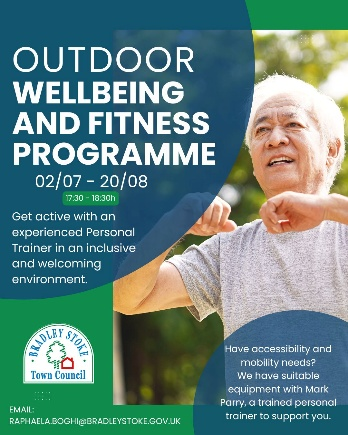 OUTDOOR
WELLBEING
AND FITNESS
PROGRAMME
02/07 - 20/08
17:30 - 18:30h
Get active with an
experienced Personal
Trainer in an inclusive
and welcoming
environment.
BRADLEY STOKE
Town Council
Have accessibility and
mobility needs?
We have suitable
equipment with Mark
Parry, a trained personal
trainer to support you.
EMAIL:
RAPHAELA.BOGHI@BRADLEYSTOKE.GOV.UK